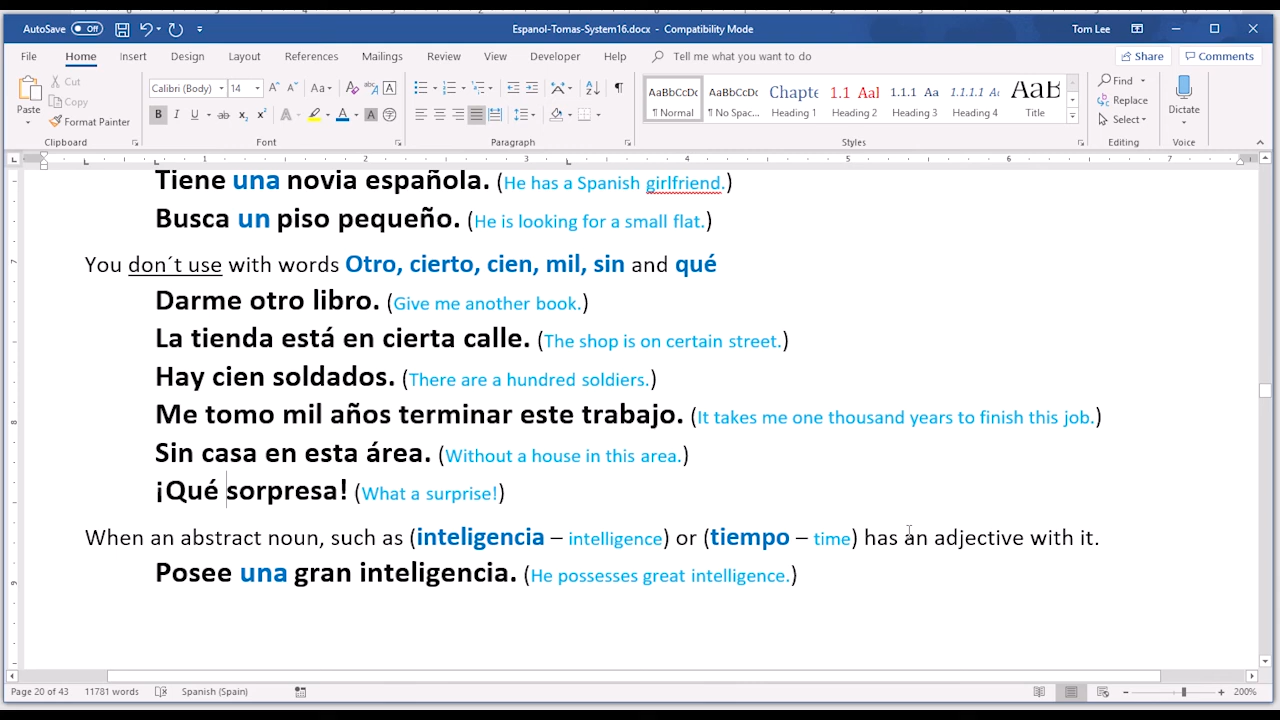 AutoSave Off Espanol-Tomas-System16.docx - Compatibility Mode Tom Lee
File Home Insert Design Layout References Mailings Review View Developer Help Tell me what you want to do Share Comments
Paste Cut Copy Format Painter
Calibri (Body) 14
AaBbCcDc AaBbCcDc Chapte 1.1 Aal 1.1.1 Aa 1.1.1.1 Ac AaB
¶ Normal ¶ No Spac... Heading 1 Heading 2 Heading 3 Heading 4 Title
Find Replace Select Dictate
Clipboard Font Paragraph Styles Editing Voice
1 2 3 4 5 6 7
Tiene una novia española. (He has a Spanish girlfriend.)
Busca un piso pequeño. (He is looking for a small flat.)
You don´t use with words Otro, cierto, cien, mil, sin and qué
Darme otro libro. (Give me another book.)
La tienda está en cierta calle. (The shop is on certain street.)
Hay cien soldados. (There are a hundred soldiers.)
Me tomo mil años terminar este trabajo. (It takes me one thousand years to finish this job.)
Sin casa en esta área. (Without a house in this area.)
¡Qué sorpresa! (What a surprise!)
When an abstract noun, such as (inteligencia – intelligence) or (tiempo – time) has an adjective with it.
Posee una gran inteligencia. (He possesses great intelligence.)
Page 20 of 43 11781 words Spanish (Spain) 200%